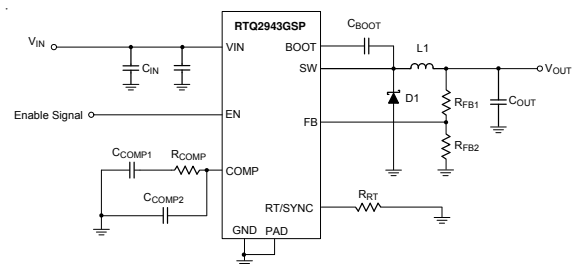 RTQ2943GSP
VIN
VIN
CIN
BOOT
CBOOT
SW
L1
VOUT
D1
RFB1
COUT
Enable Signal
EN
FB
RFB2
CCOMP1
RCOMP
COMP
CCOMP2
RT/SYNC
RRT
GND PAD